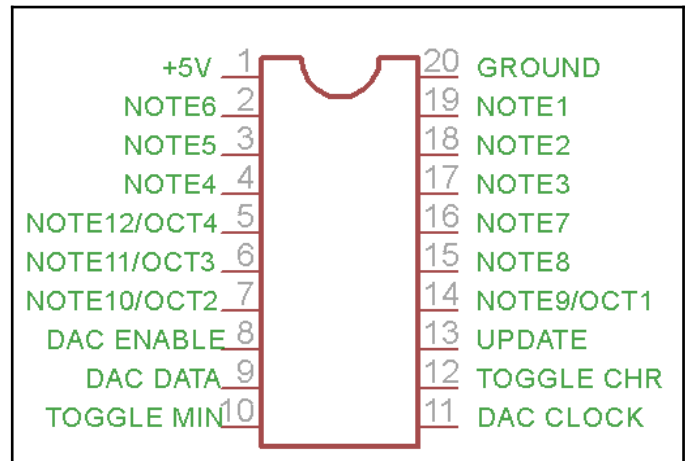 +5V 1 20 GROUND
NOTE6 2 19 NOTE1
NOTE5 3 18 NOTE2
NOTE4 4 17 NOTE3
NOTE12/OCT4 5 16 NOTE7
NOTE11/OCT3 6 15 NOTE8
NOTE10/OCT2 7 14 NOTE9/OCT1
DAC ENABLE 8 13 UPDATE
DAC DATA 9 12 TOGGLE CHR
TOGGLE MIN 10 11 DAC CLOCK